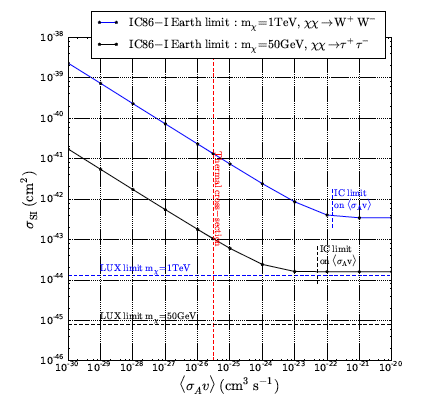 IC86-I Earth limit : mχ=1TeV, χχ→W⁺ W⁻
IC86-I Earth limit : mχ=50GeV, χχ→τ⁺ τ⁻
10⁻³⁸
10⁻³⁹
10⁻⁴⁰
10⁻⁴¹
10⁻⁴²
10⁻⁴³
10⁻⁴⁴
10⁻⁴⁵
10⁻⁴⁶
σSI (cm²)
Thermal cross-section
IC limit
on ⟨σAv⟩
IC limit
on ⟨σAv⟩
LUX limit mχ=1TeV
LUX limit mχ=50GeV
10⁻³⁰ 10⁻²⁹ 10⁻²⁸ 10⁻²⁷ 10⁻²⁶ 10⁻²⁵ 10⁻²⁴ 10⁻²³ 10⁻²² 10⁻²¹ 10⁻²⁰
⟨σAv⟩ (cm³ s⁻¹)